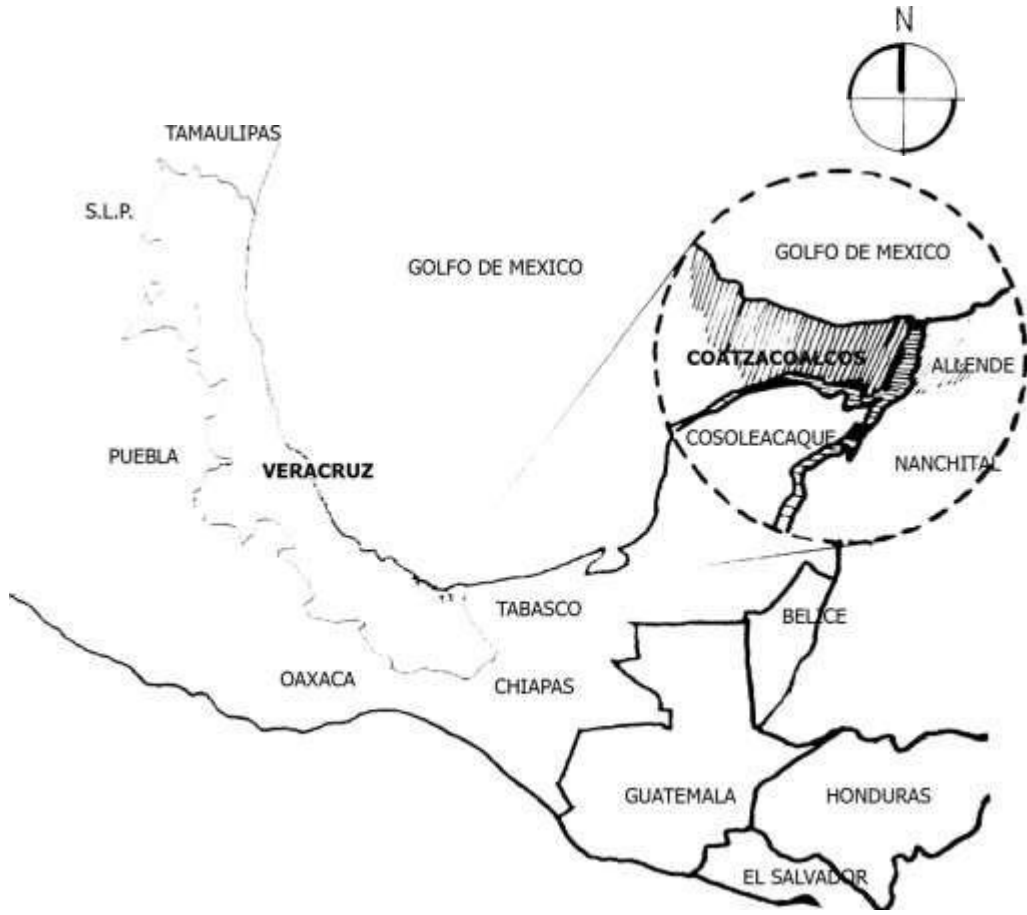 N
TAMAULIPAS
S.L.P.
GOLFO DE MEXICO
GOLFO DE MEXICO
COATZACOALCOS
ALLENDE
COSOLEACAQUE
NANCHITAL
PUEBLA
VERACRUZ
TABASCO
BELICE
OAXACA
CHIAPAS
GUATEMALA
HONDURAS
EL SALVADOR